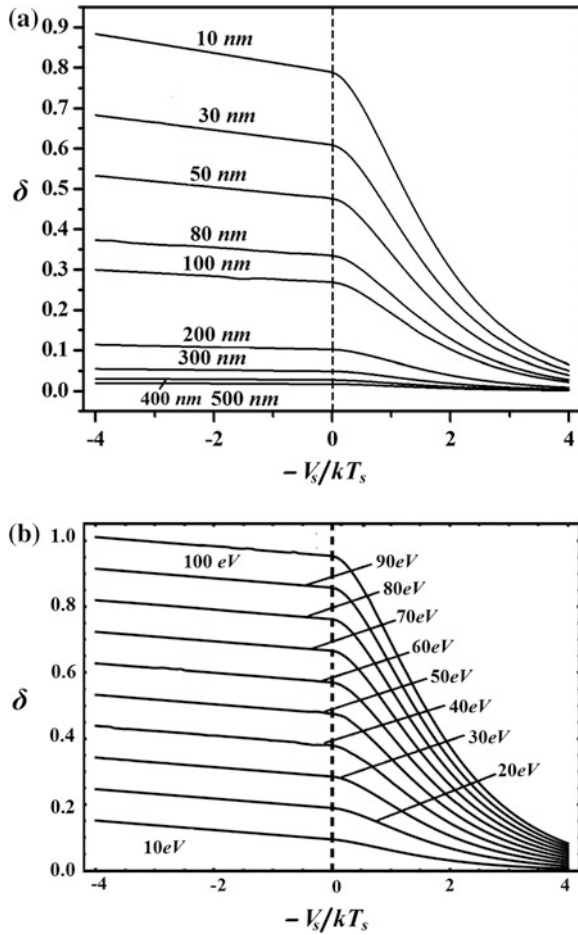 (a)
0.9
0.8
0.7
0.6
0.5
0.4
0.3
0.2
0.1
0.0
δ
10 nm
30 nm
50 nm
80 nm
100 nm
200 nm
300 nm
400 nm 500 nm
-4 -2 0 2 4
- Vs/kTs
(b)
1.0
0.8
0.6
0.4
0.2
0.0
δ
100 eV
90eV
80eV
70eV
60eV
50eV
40eV
30eV
20eV
10eV
-4 -2 0 2 4
- Vs/kTs